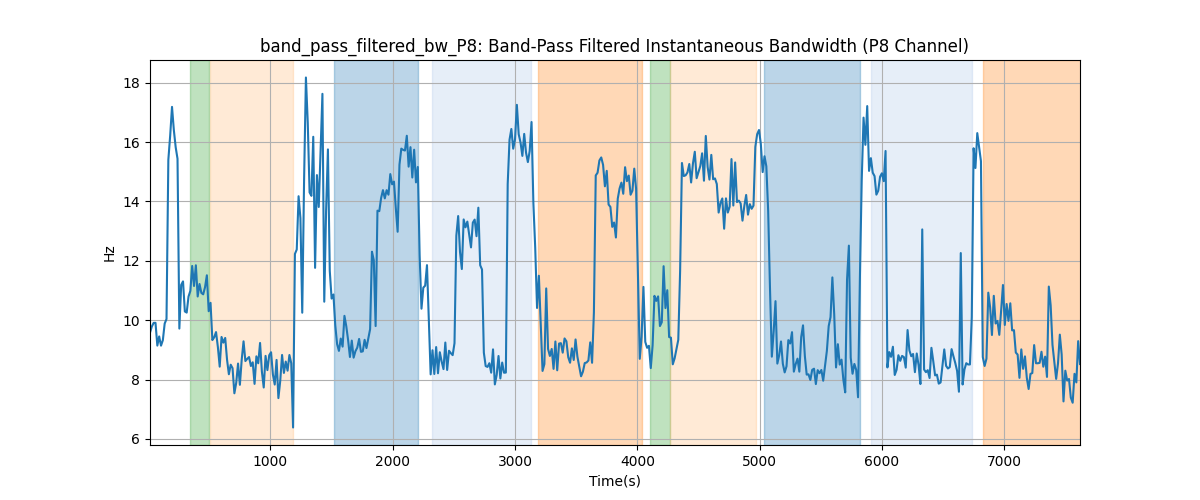 band_pass_filtered_bw_P8: Band-Pass Filtered Instantaneous Bandwidth (P8 Channel)
18
16
14
12
10
8
6
Hz
1000 2000 3000 4000 5000 6000 7000
Time(s)